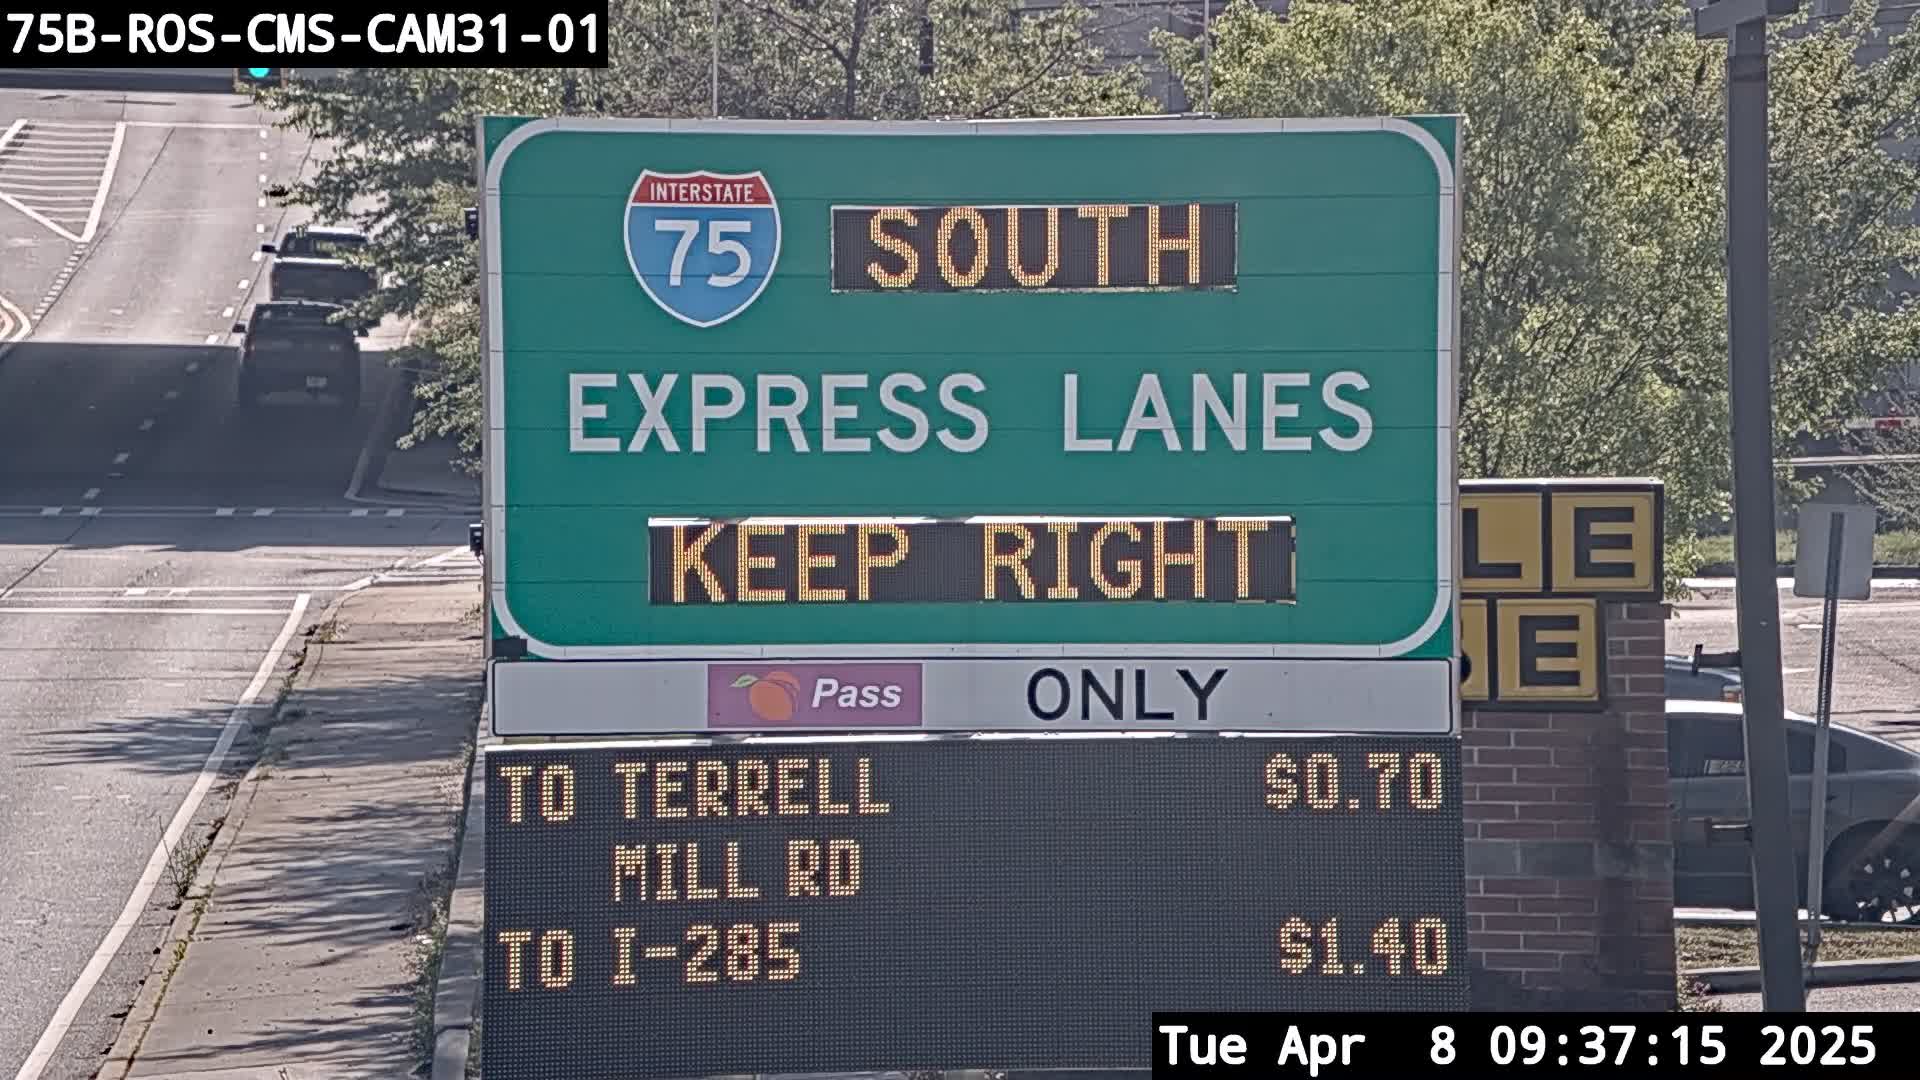 75B-ROS-CMS-CAM31-01
INTERSTATE
75
SOUTH
EXPRESS LANES
KEEP RIGHT
LE
E
Pass ONLY
TO TERRELL $0.70
MILL RD
TO I-285 $1.40
Tue Apr 8 09:37:15 2025